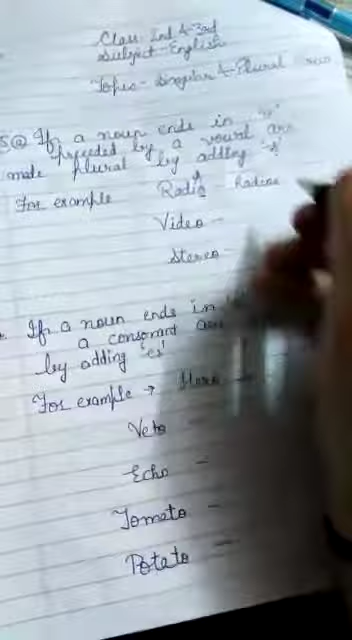 Class- 2nd & 3rd
Subject- English
Topic- Singular & Plural nou
5@ If a noun ends in "o"
preceded by a vowel are
made plural by adding 's'
For example Radio - Radios
Video -
Stereo -
If a noun ends in
a consonant are
by adding 'es'
For example → Hero -
Veto -
Echo -
Tomato -
Potato -